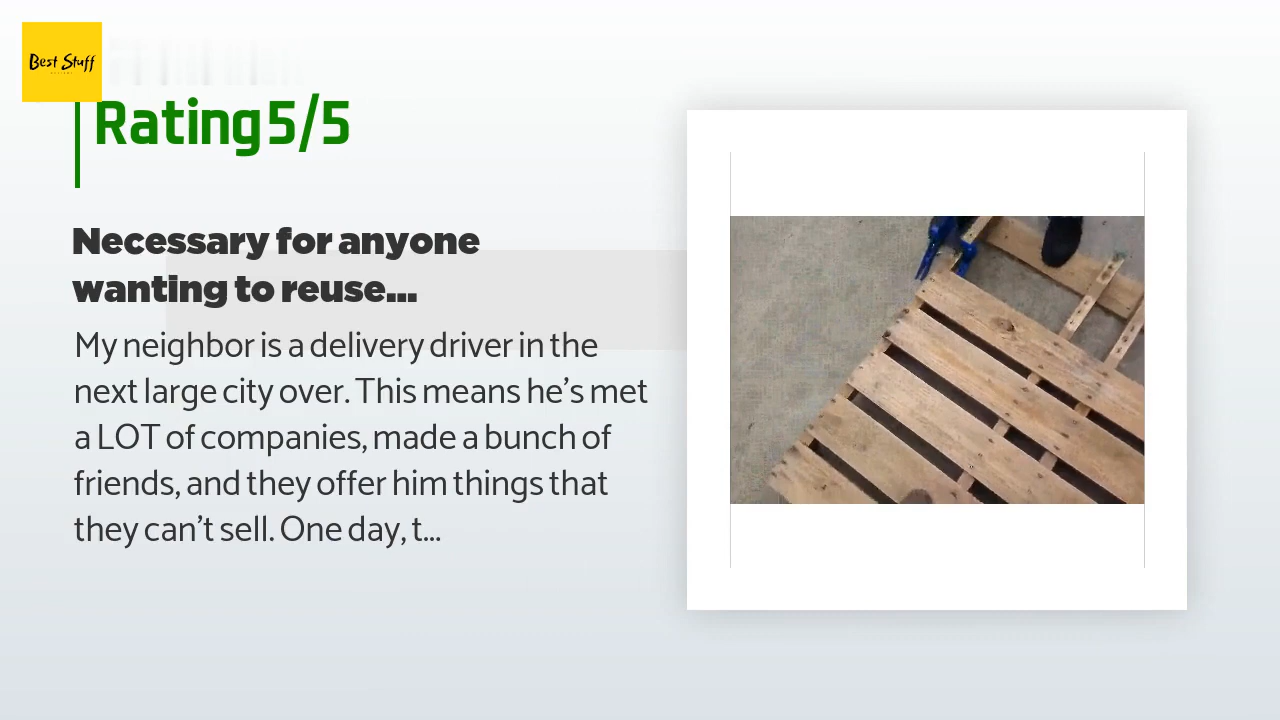 Best Stuff
Rating 5/5
Necessary for anyone
wanting to reuse...
My neighbor is a delivery driver in the
next large city over. This means he's met
a LOT of companies, made a bunch of
friends, and they offer him things that
they can't sell. One day, t...